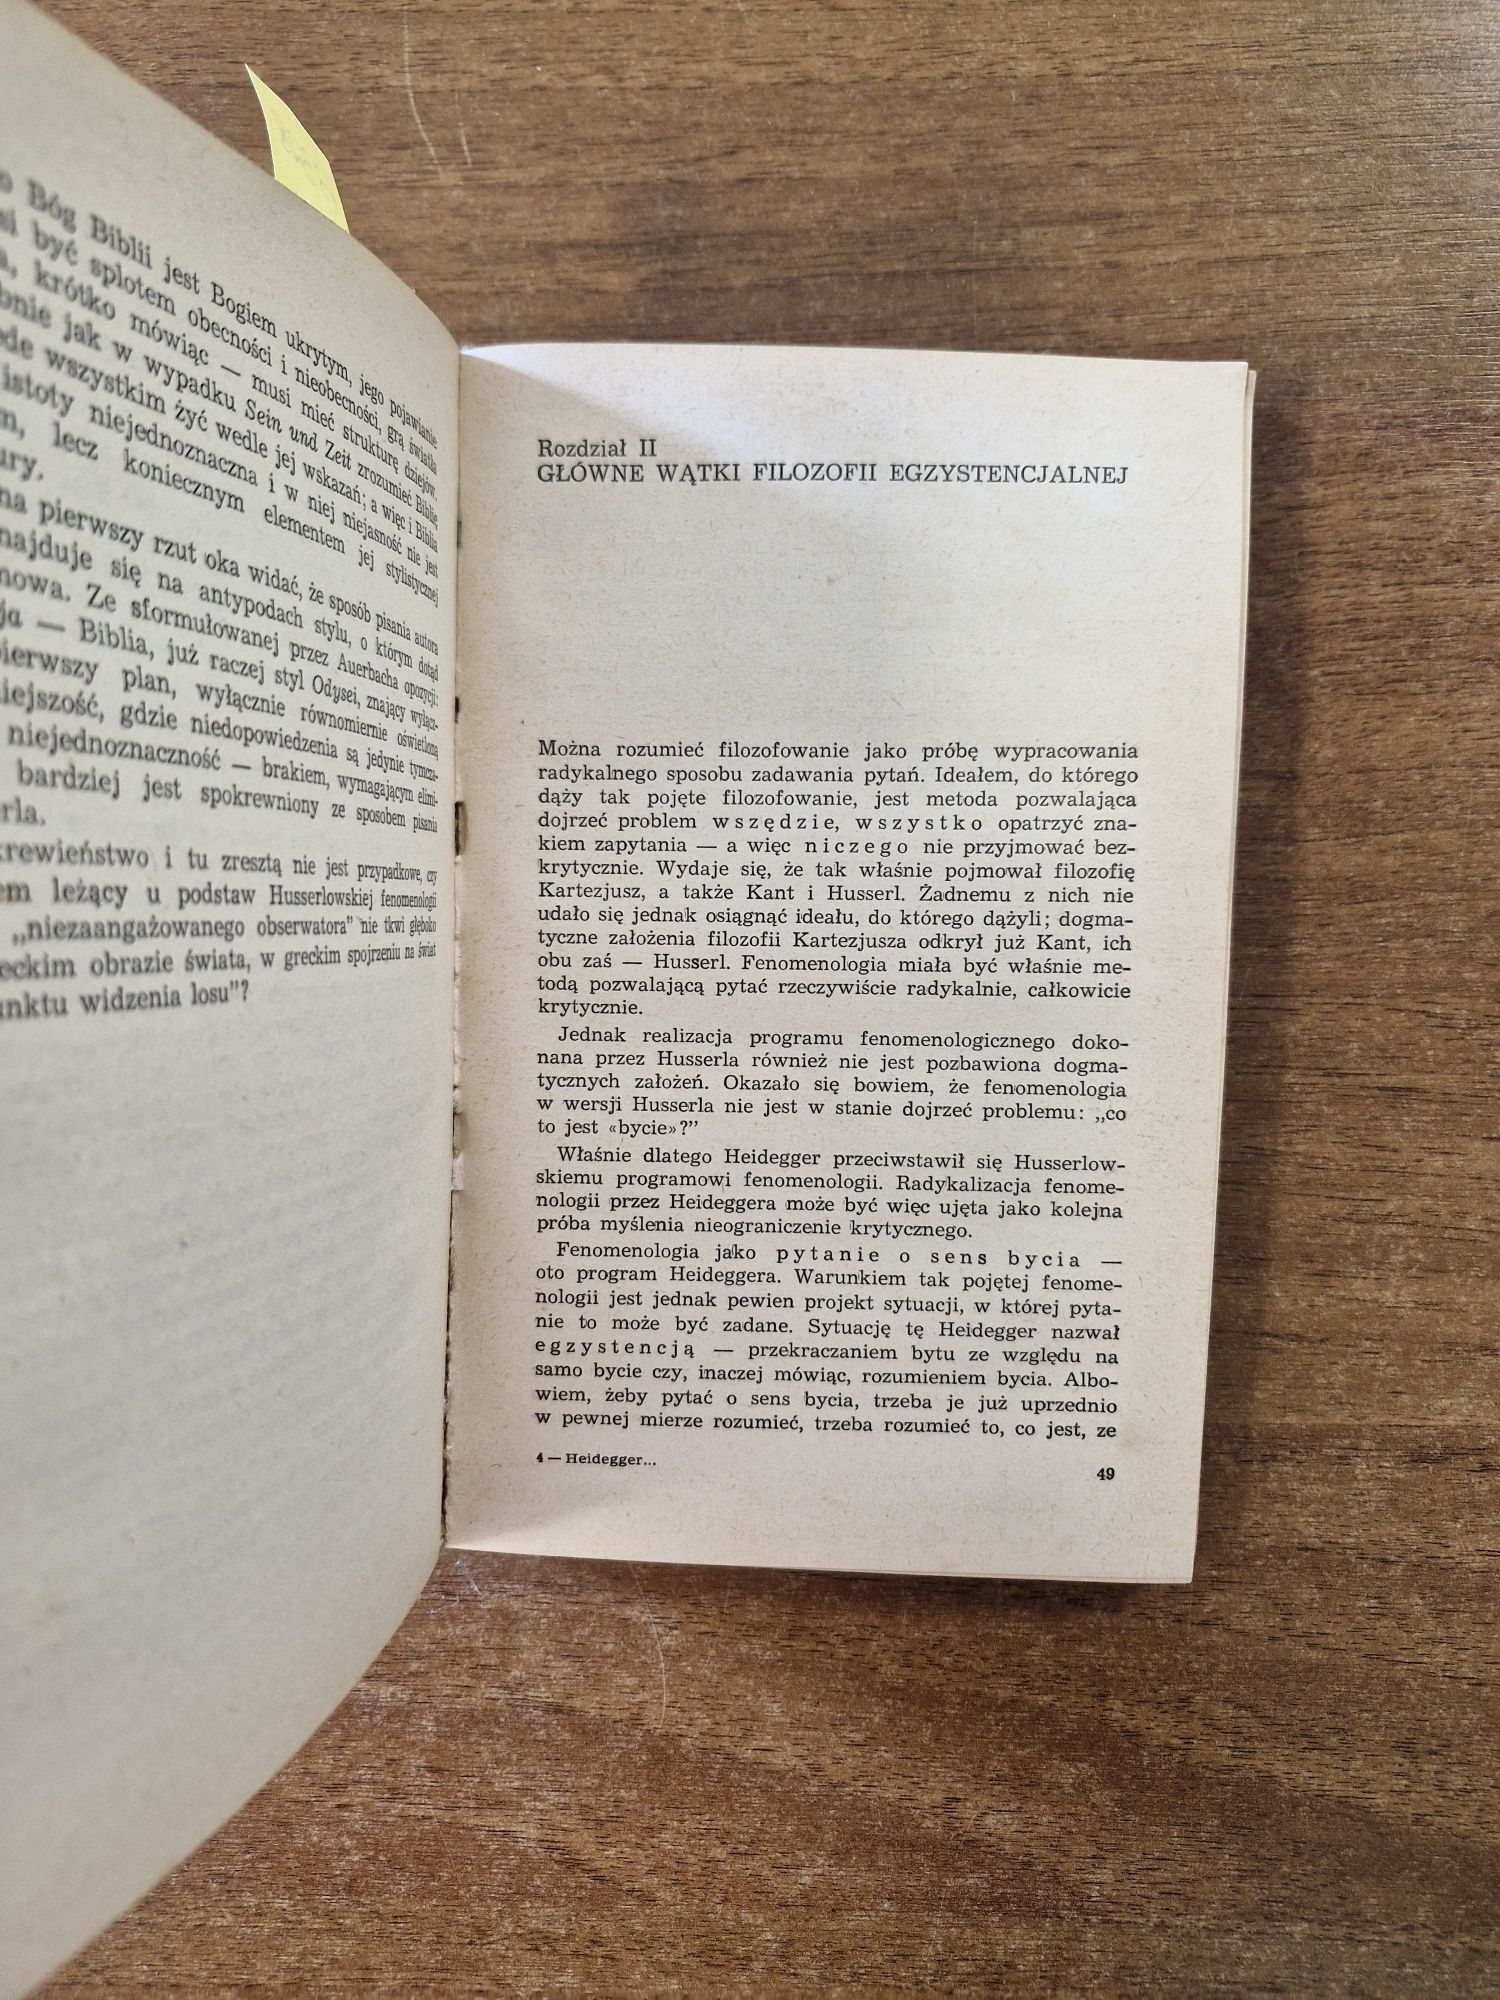 Bóg Biblii jest Bogiem ukrytym, jego pojawianie
być splotem obecności i nieobecności, grą światła
krótko mówiąc — musi mieć strukturę dziejów.
jak w wypadku Sein und Zeit zrozumieć Biblię
wszystkim żyć wedle jej wskazań; a więc i Biblia
istoty niejednoznaczna i w niej niejasność nie jest
lecz koniecznym elementem jej stylistycznej
na pierwszy rzut oka widać, że sposób pisania autora
znajduje się na antypodach stylu, o którym dotąd
mowa. Ze sformułowanej przez Auerbacha opozycji:
— Biblia, już raczej styl Odysei, znający wyłącz-
pierwszy plan, wyłącznie równomiernie oświetloną
gdzie niedopowiedzenia są jedynie tymcza-
niejednoznaczność — brakiem, wymagającym elimi-
bardziej jest spokrewniony ze sposobem pisania
rla.
krewieństwo i tu zresztą nie jest przypadkowe, czy
em leżący u podstaw Husserlowskiej fenomenologii
„niezaangażowanego obserwatora” nie tkwi głęboko
eckim obrazie świata, w greckim spojrzeniu na świat
unktu widzenia losu”?
Rozdział II
GŁÓWNE WĄTKI FILOZOFII EGZYSTENCJALNEJ
Można rozumieć filozofowanie jako próbę wypracowania
radykalnego sposobu zadawania pytań. Ideałem, do którego
dąży tak pojęte filozofowanie, jest metoda pozwalająca
dojrzeć problem wszędzie, wszystko opatrzyć zna-
kiem zapytania — a więc niczego nie przyjmować bez-
krytycznie. Wydaje się, że tak właśnie pojmował filozofię
Kartezjusz, a także Kant i Husserl. Żadnemu z nich nie
udało się jednak osiągnąć ideału, do którego dążyli; dogma-
tyczne założenia filozofii Kartezjusza odkrył już Kant, ich
obu zaś — Husserl. Fenomenologia miała być właśnie me-
todą pozwalającą pytać rzeczywiście radykalnie, całkowicie
krytycznie.
Jednak realizacja programu fenomenologicznego doko-
nana przez Husserla również nie jest pozbawiona dogma-
tycznych założeń. Okazało się bowiem, że fenomenologia
w wersji Husserla nie jest w stanie dojrzeć problemu: „co
to jest «bycie»?”
Właśnie dlatego Heidegger przeciwstawił się Husserlow-
skiemu programowi fenomenologii. Radykalizacja fenome-
nologii przez Heideggera może być więc ujęta jako kolejna
próba myślenia nieograniczenie krytycznego.
Fenomenologia jako pytanie o sens bycia —
oto program Heideggera. Warunkiem tak pojętej fenome-
nologii jest jednak pewien projekt sytuacji, w której pyta-
nie to może być zadane. Sytuację tę Heidegger nazwał
egzystencją — przekraczaniem bytu ze względu na
samo bycie czy, inaczej mówiąc, rozumieniem bycia. Albo-
wiem, żeby pytać o sens bycia, trzeba je już uprzednio
w pewnej mierze rozumieć, trzeba rozumieć to, co jest, ze
4 — Heidegger...
49